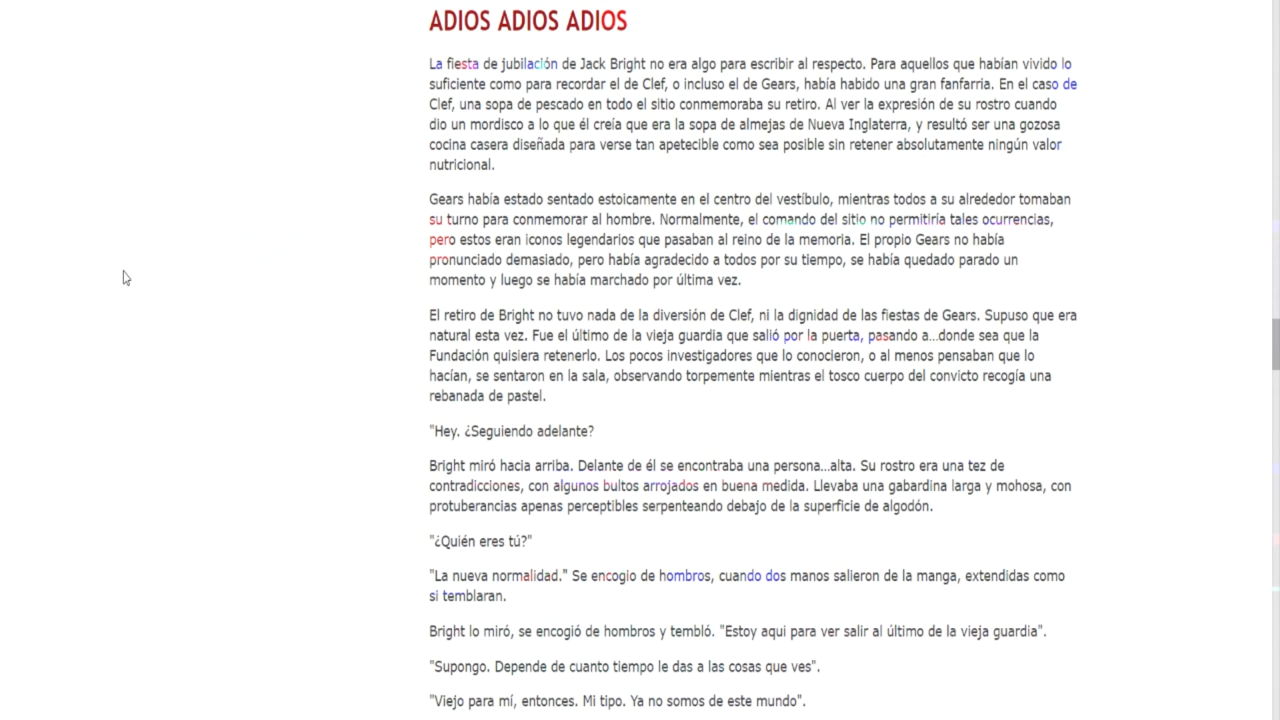 ADIOS ADIOS ADIOS
La fiesta de jubilación de Jack Bright no era algo para escribir al respecto. Para aquellos que habían vivido lo
suficiente como para recordar el de Clef, o incluso el de Gears, había habido una gran fanfarria. En el caso de
Clef, una sopa de pescado en todo el sitio conmemoraba su retiro. Al ver la expresión de su rostro cuando
dio un mordisco a lo que él creía que era la sopa de almejas de Nueva Inglaterra, y resultó ser una gozosa
cocina casera diseñada para verse tan apetecible como sea posible sin retener absolutamente ningún valor
nutricional.
Gears había estado sentado estoicamente en el centro del vestíbulo, mientras todos a su alrededor tomaban
su turno para conmemorar al hombre. Normalmente, el comando del sitio no permitiría tales ocurrencias,
pero estos eran iconos legendarios que pasaban al reino de la memoria. El propio Gears no había
pronunciado demasiado, pero había agradecido a todos por su tiempo, se había quedado parado un
momento y luego se había marchado por última vez.
El retiro de Bright no tuvo nada de la diversión de Clef, ni la dignidad de las fiestas de Gears. Supuso que era
natural esta vez. Fue el último de la vieja guardia que salió por la puerta, pasando a...donde sea que la
Fundación quisiera retenerlo. Los pocos investigadores que lo conocieron, o al menos pensaban que lo
hacían, se sentaron en la sala, observando torpemente mientras el tosco cuerpo del convicto recogía una
rebanada de pastel.
"Hey. ¿Seguiendo adelante?
Bright miró hacia arriba. Delante de él se encontraba una persona...alta. Su rostro era una tez de
contradicciones, con algunos bultos arrojados en buena medida. Llevaba una gabardina larga y mohosa, con
protuberancias apenas perceptibles serpenteando debajo de la superficie de algodón.
"¿Quién eres tú?"
"La nueva normalidad." Se encogio de hombros, cuando dos manos salieron de la manga, extendidas como
si temblaran.
Bright lo miró, se encogió de hombros y tembló. "Estoy aqui para ver salir al último de la vieja guardia".
"Supongo. Depende de cuanto tiempo le das a las cosas que ves".
"Viejo para mí, entonces. Mi tipo. Ya no somos de este mundo".